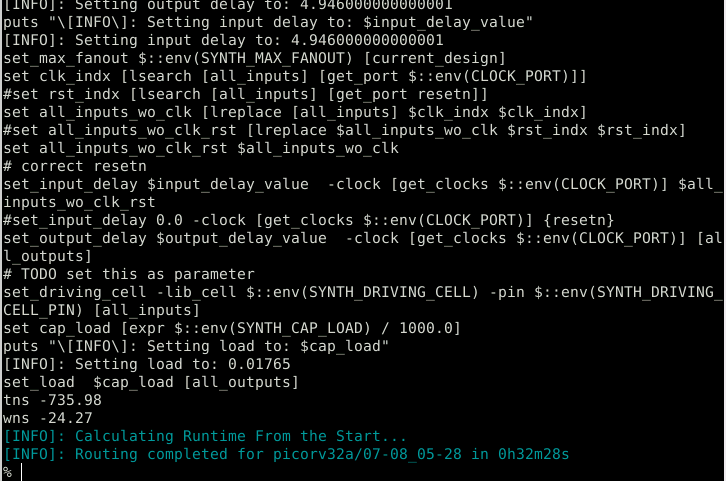 [INFO]: Setting output delay to: 4.946000000000001
puts "\[INFO\]: Setting input delay to: $input_delay_value"
[INFO]: Setting input delay to: 4.946000000000001
set_max_fanout $::env(SYNTH_MAX_FANOUT) [current_design]
set clk_indx [lsearch [all_inputs] [get_port $::env(CLOCK_PORT)]]
#set rst_indx [lsearch [all_inputs] [get_port resetn]]
set all_inputs_wo_clk [lreplace [all_inputs] $clk_indx $clk_indx]
#set all_inputs_wo_clk_rst [lreplace $all_inputs_wo_clk $rst_indx $rst_indx]
set all_inputs_wo_clk_rst $all_inputs_wo_clk
# correct resetn
set_input_delay $input_delay_value  -clock [get_clocks $::env(CLOCK_PORT)] $all_
inputs_wo_clk_rst
#set_input_delay 0.0 -clock [get_clocks $::env(CLOCK_PORT)] {resetn}
set_output_delay $output_delay_value  -clock [get_clocks $::env(CLOCK_PORT)] [al
l_outputs]
# TODO set this as parameter
set_driving_cell -lib_cell $::env(SYNTH_DRIVING_CELL) -pin $::env(SYNTH_DRIVING_
CELL_PIN) [all_inputs]
set cap_load [expr $::env(SYNTH_CAP_LOAD) / 1000.0]
puts "\[INFO\]: Setting load to: $cap_load"
[INFO]: Setting load to: 0.01765
set_load  $cap_load [all_outputs]
tns -735.98
wns -24.27
[INFO]: Calculating Runtime From the Start...
[INFO]: Routing completed for picorv32a/07-08_05-28 in 0h32m28s
%